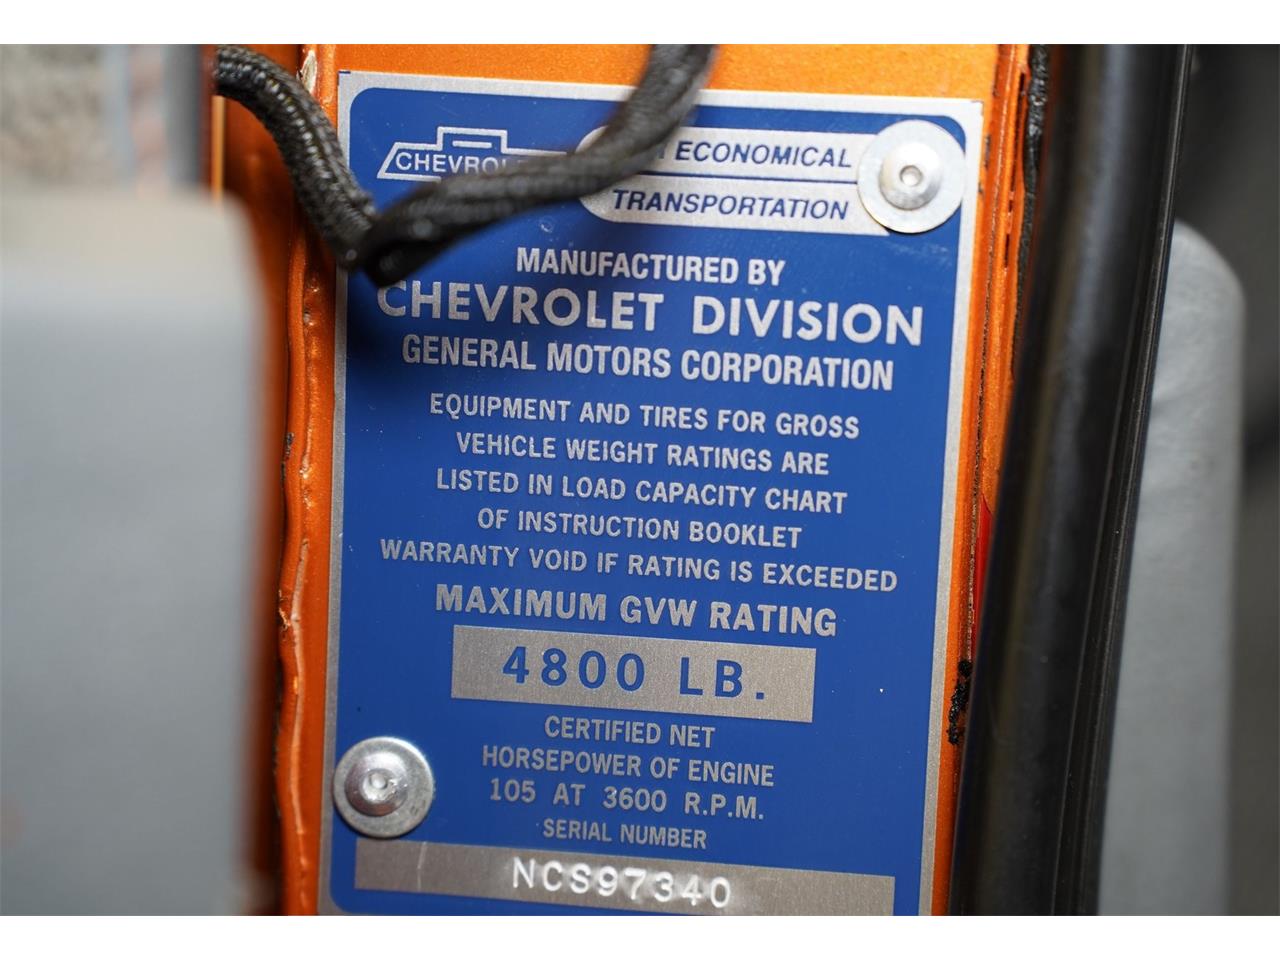 CHEVROLET
ECONOMICAL
TRANSPORTATION
MANUFACTURED BY
CHEVROLET DIVISION
GENERAL MOTORS CORPORATION
EQUIPMENT AND TIRES FOR GROSS
VEHICLE WEIGHT RATINGS ARE
LISTED IN LOAD CAPACITY CHART
OF INSTRUCTION BOOKLET
WARRANTY VOID IF RATING IS EXCEEDED
MAXIMUM GVW RATING
4800 LB.
CERTIFIED NET
HORSEPOWER OF ENGINE
105 AT 3600 R.P.M.
SERIAL NUMBER
NCS97340